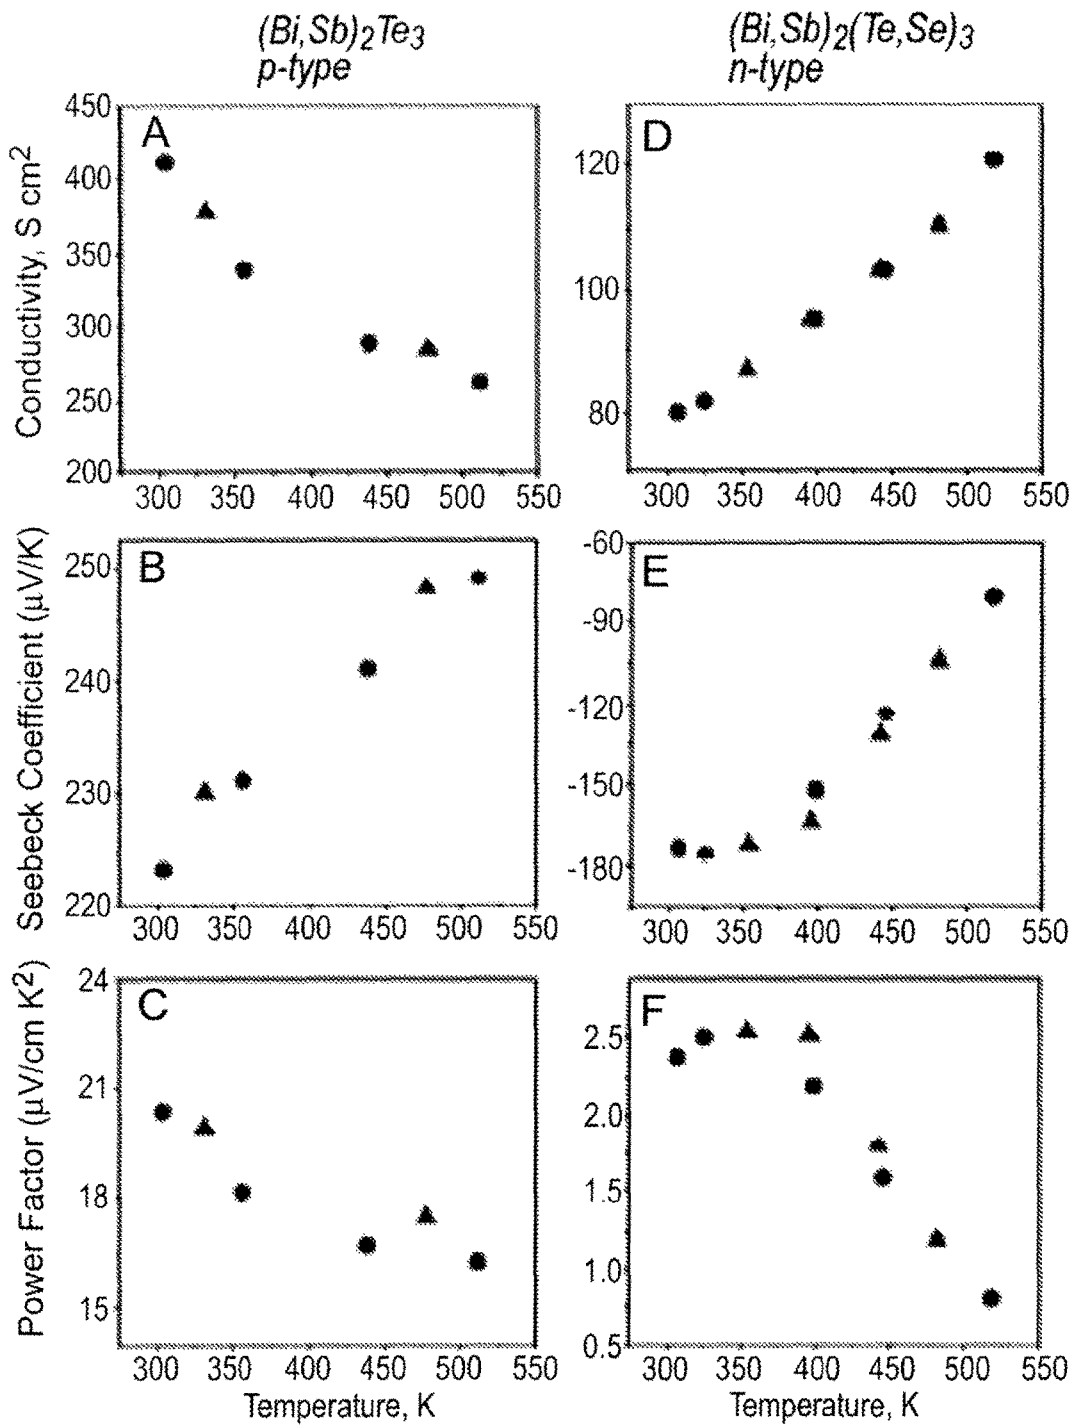 (Bi,Sb)2Te3
p-type
(Bi,Sb)2(Te,Se)3
n-type
Conductivity, S cm2
450
400
350
300
250
200
A
300 350 400 450 500 550
120
100
80
D
300 350 400 450 500 550
Seebeck Coefficient (μV/K)
250
240
230
220
B
300 350 400 450 500 550
-60
-90
-120
-150
-180
E
300 350 400 450 500 550
Power Factor (μV/cm K2)
24
21
18
15
C
300 350 400 450 500 550
Temperature, K
2.5
2.0
1.5
1.0
0.5
F
300 350 400 450 500 550
Temperature, K